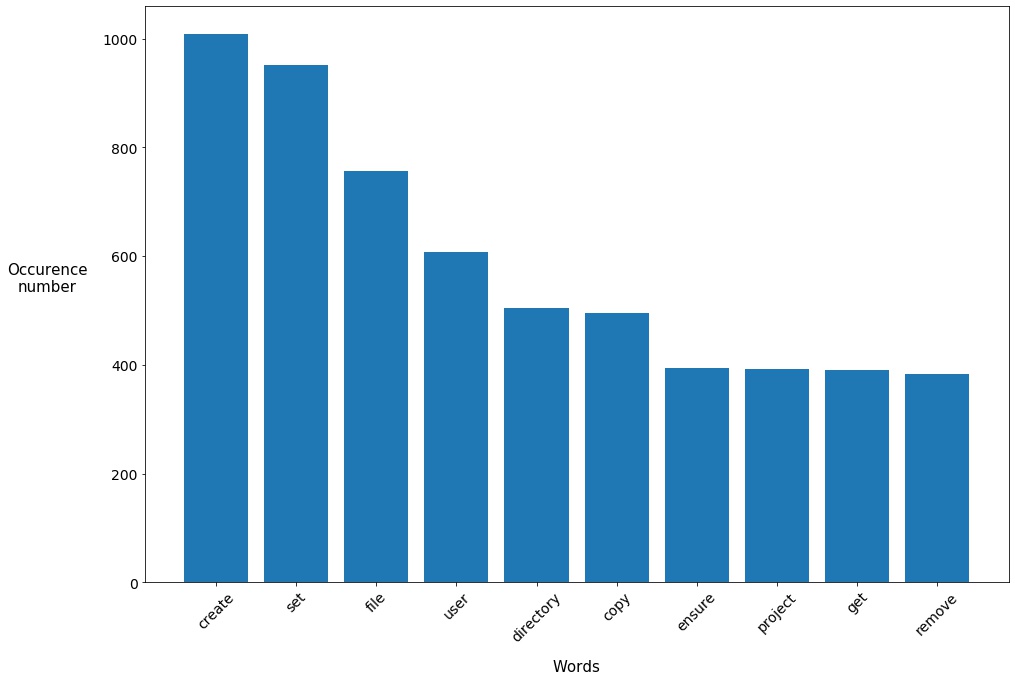 1000
800
600
400
200
0
Occurence
number
create
set
file
user
directory
copy
ensure
project
get
remove
Words